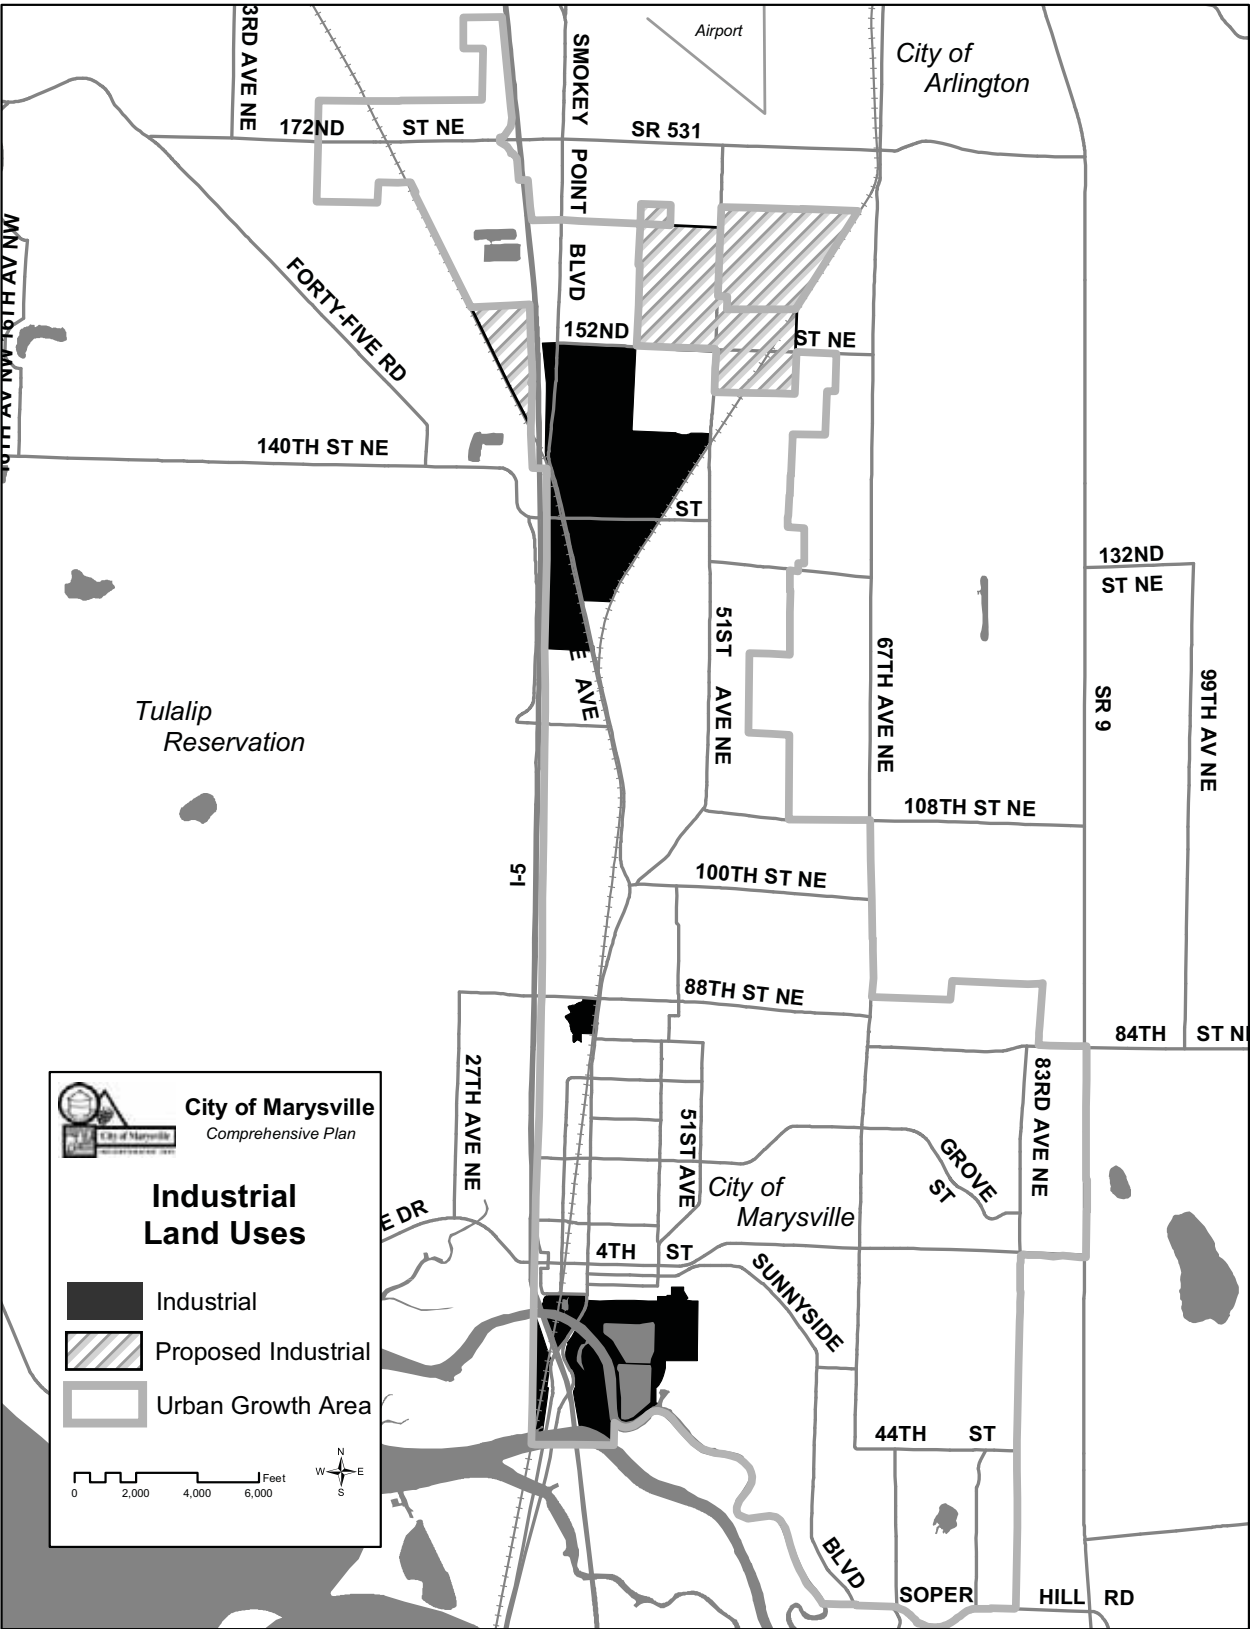 Airport
City of
Arlington
3RD AVE NE
SMOKEY
POINT
BLVD
172ND
ST NE
SR 531
FORTY-FIVE RD
152ND
ST NE
140TH ST NE
ST
132ND
ST NE
51ST
AVE NE
67TH AVE NE
SR 9
99TH AV NE
E
AVE
Tulalip
Reservation
108TH ST NE
I-5
100TH ST NE
88TH ST NE
84TH
ST NE
27TH AVE NE
51ST AVE
83RD AVE NE
GROVE
ST
City of
Marysville
E DR
4TH
ST
SUNNYSIDE
44TH
ST
BLVD
SOPER
HILL
RD
City of Marysville
City of Marysville
Comprehensive Plan
Industrial
Land Uses
Industrial
Proposed Industrial
Urban Growth Area
Feet
0
2,000
4,000
6,000
N
W
E
S